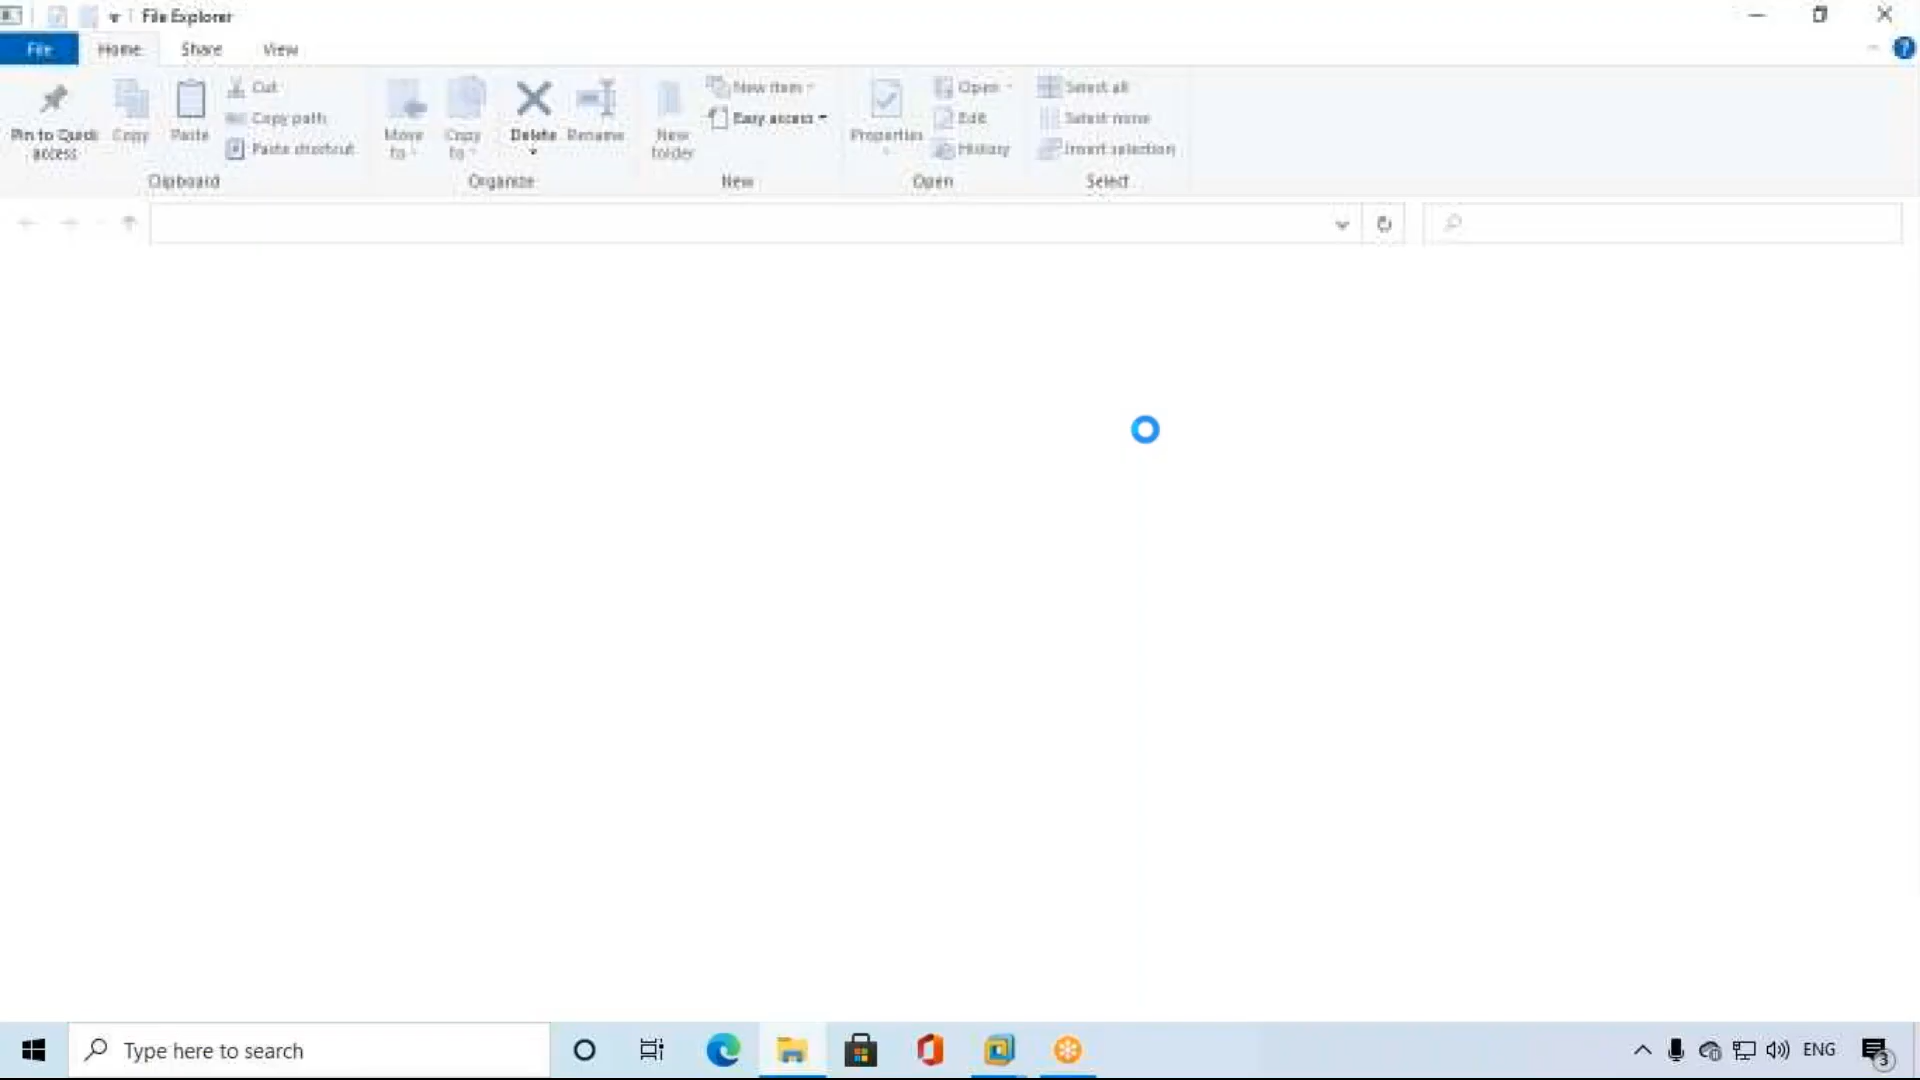 File Explorer
File Home Share View
Pin to Quick access
Copy
Paste
Cut
Copy path
Paste shortcut
Clipboard
Move to
Copy to
Delete
Rename
Organize
New folder
New item
Easy access
New
Properties
Open
Edit
History
Open
Select all
Select none
Invert selection
Select
Type here to search
ENG
3